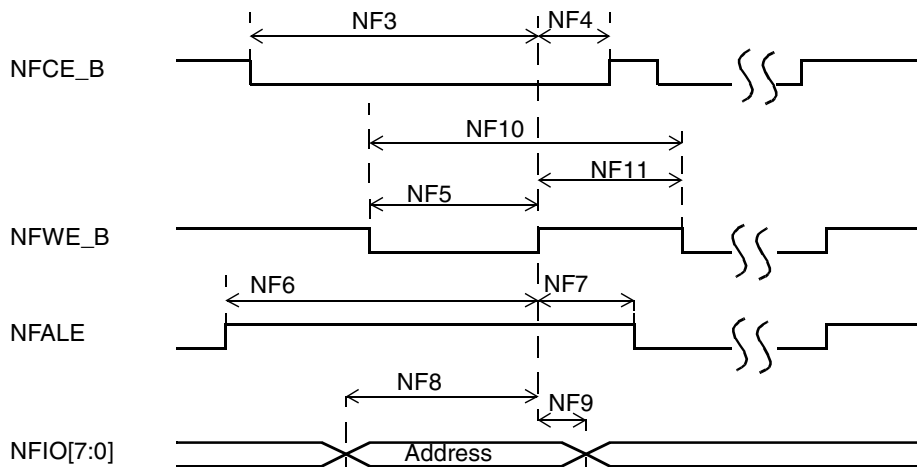 NF3 NF4
NFCE_B
NF10
NF11
NF5
NFWE_B
NF6 NF7
NFALE
NF8
NF9
NFIO[7:0] Address